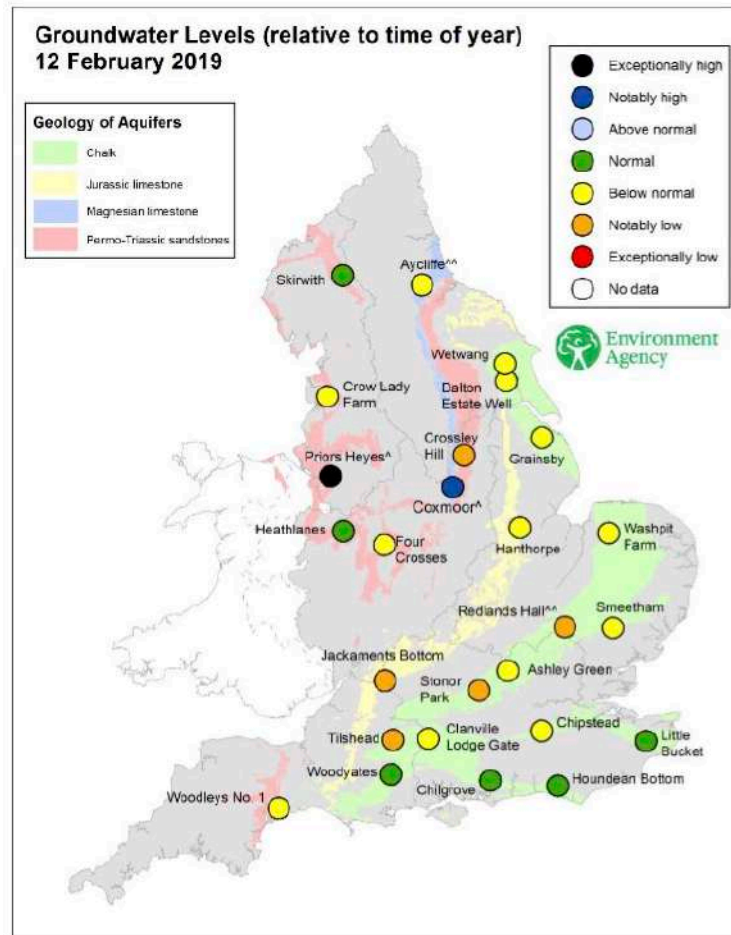 Groundwater Levels (relative to time of year)
12 February 2019
Geology of Aquifers
Chalk
Jurassic limestone
Magnesian limestone
Permo-Triassic sandstones
Exceptionally high
Notably high
Above normal
Normal
Below normal
Notably low
Exceptionally low
No data
Environment
Agency
Skirwith
Aycliffe^^
Wetwang
Dalton
Estate Well
Crow Lady
Farm
Crossley
Hill
Grainsby
Priors Heyes^
Coxmoor^
Heathlanes
Four
Crosses
Hanthorpe
Washpit
Farm
Redlands Hall^^
Smeetham
Jackaments Bottom
Stonor
Park
Ashley Green
Tilshead
Clanville
Lodge Gate
Chipstead
Little
Bucket
Woodyates
Chilgrove
Houndean Bottom
Woodleys No. 1